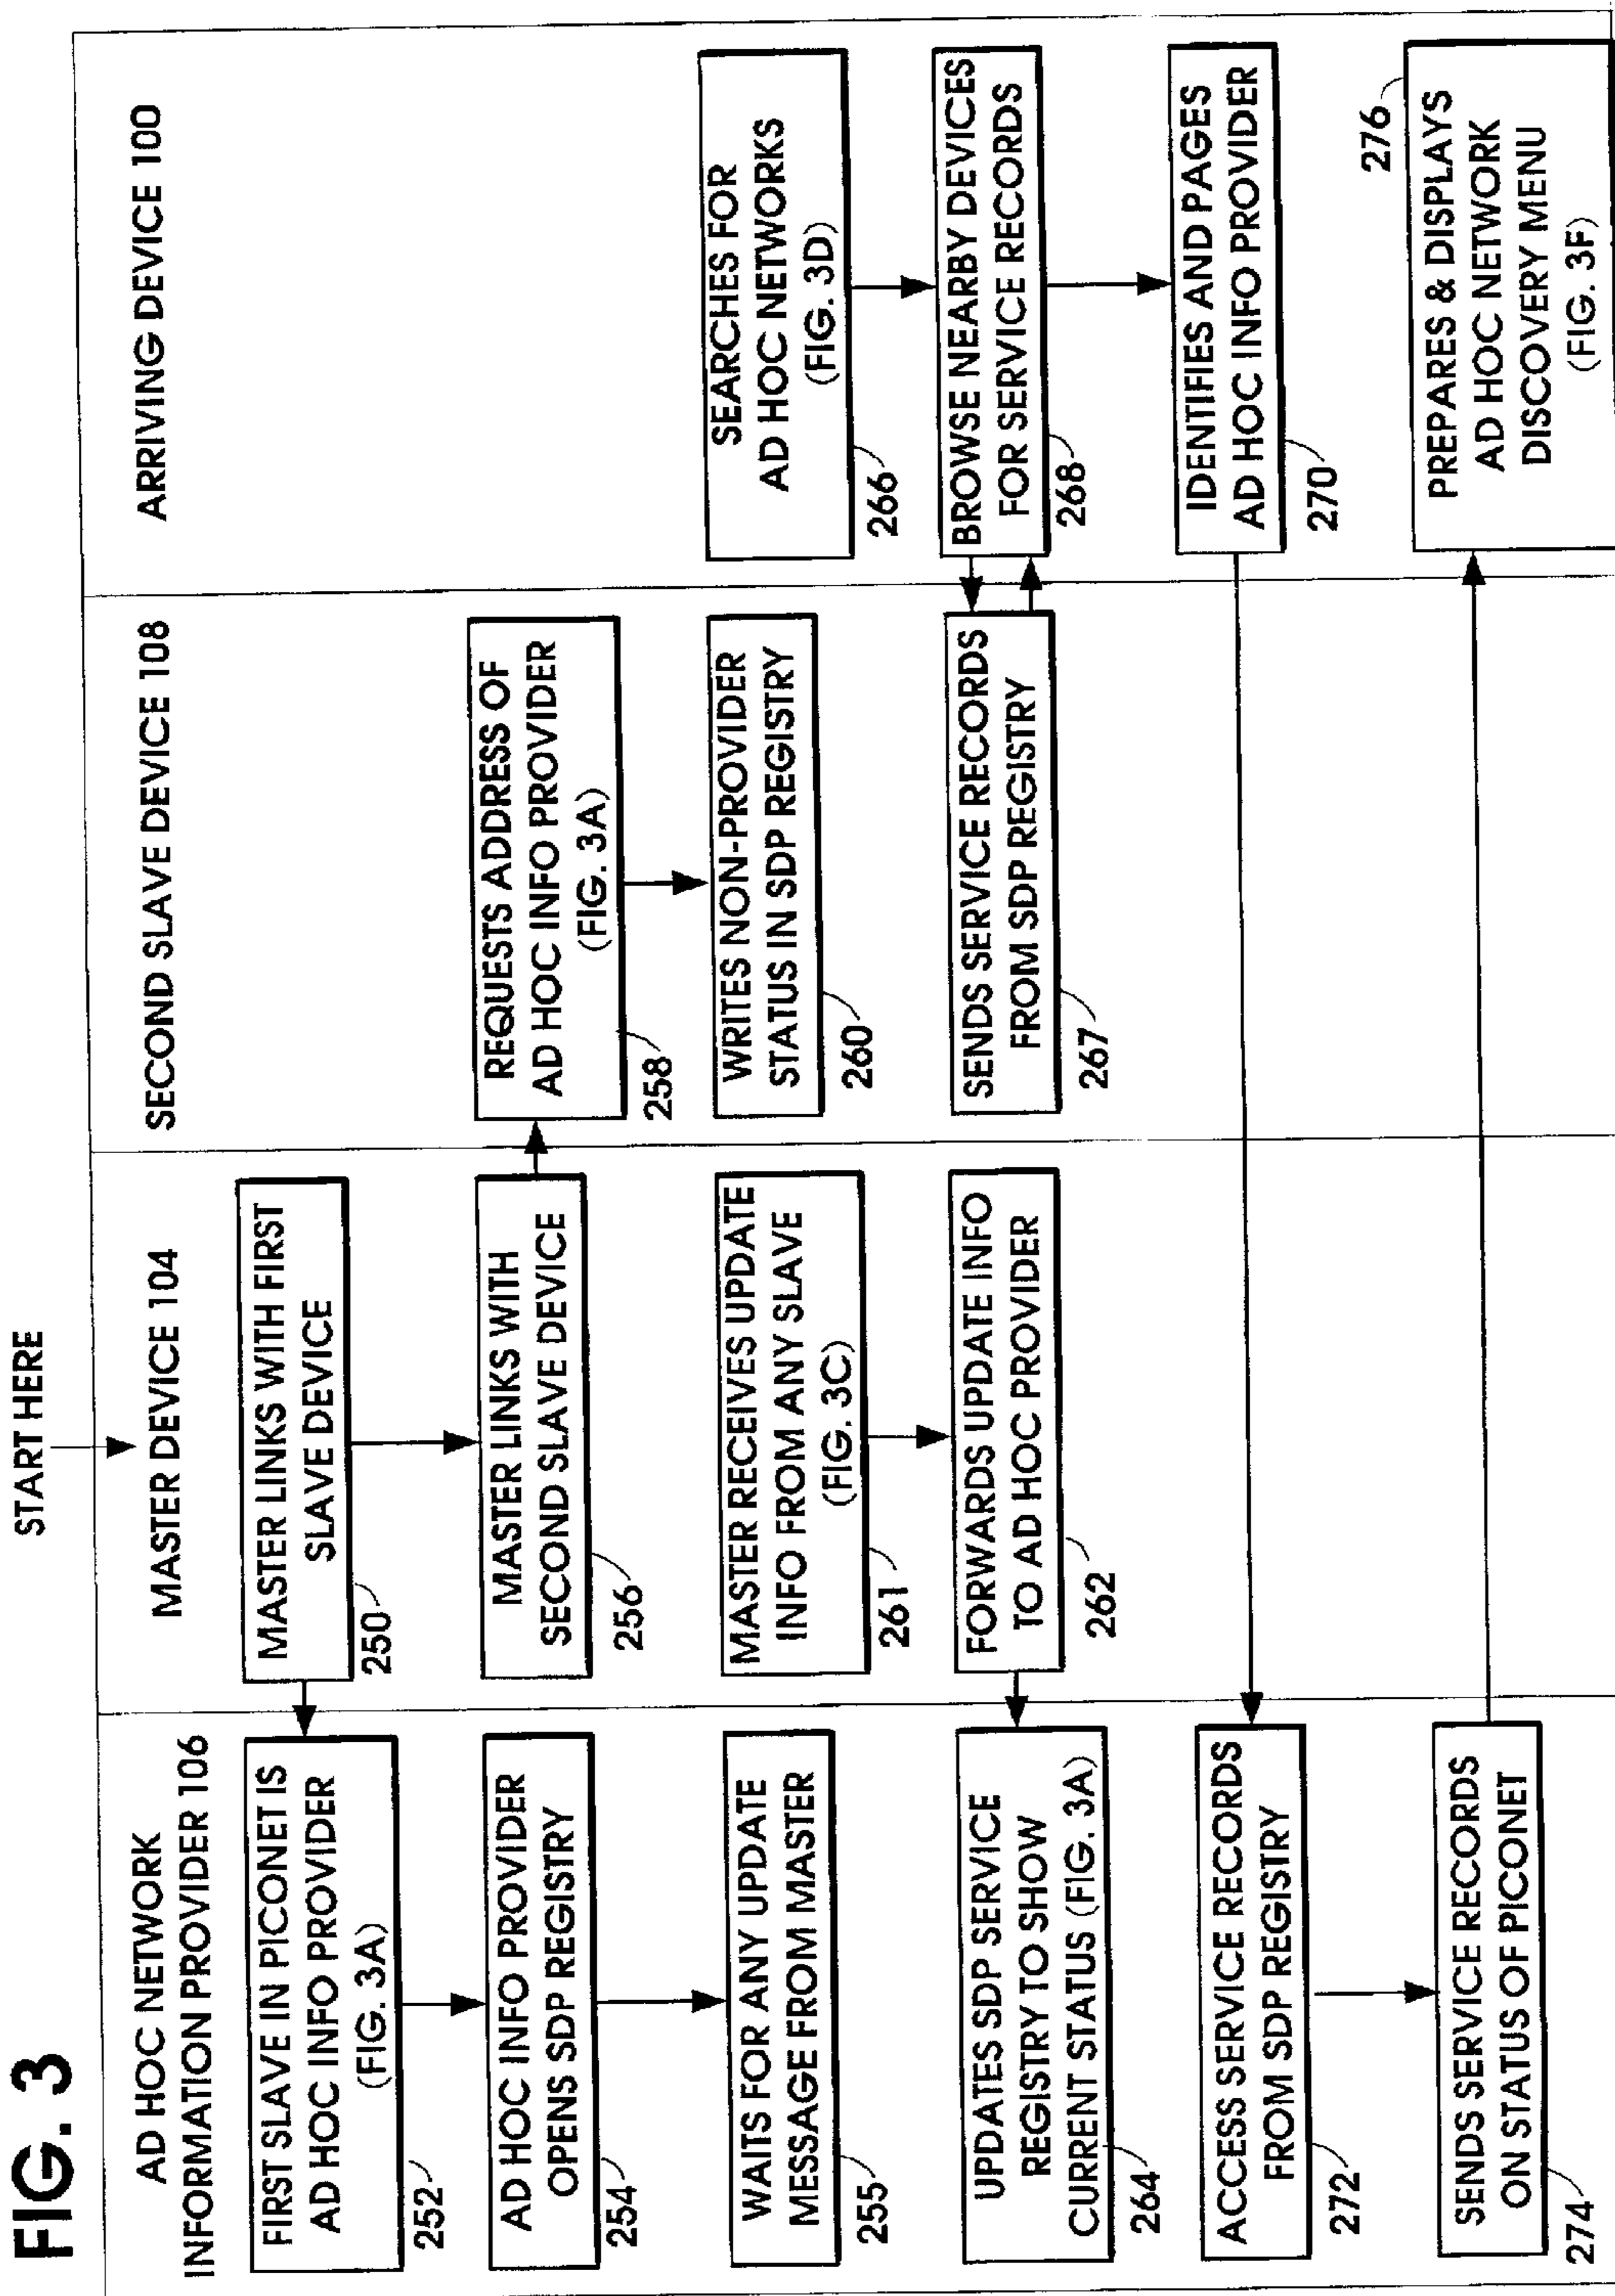 FIG. 3
START HERE
AD HOC NETWORK
INFORMATION PROVIDER 106
FIRST SLAVE IN PICONET IS
AD HOC INFO PROVIDER
(FIG. 3A)
252
AD HOC INFO PROVIDER
OPENS SDP REGISTRY
254
WAITS FOR ANY UPDATE
MESSAGE FROM MASTER
255
UPDATES SDP SERVICE
REGISTRY TO SHOW
CURRENT STATUS (FIG. 3A)
264
ACCESS SERVICE RECORDS
FROM SDP REGISTRY
272
SENDS SERVICE RECORDS
ON STATUS OF PICONET
274
MASTER DEVICE 104
MASTER LINKS WITH FIRST
SLAVE DEVICE
250
MASTER LINKS WITH
SECOND SLAVE DEVICE
256
MASTER RECEIVES UPDATE
INFO FROM ANY SLAVE
(FIG. 3C)
261
FORWARDS UPDATE INFO
TO AD HOC PROVIDER
262
SECOND SLAVE DEVICE 108
REQUESTS ADDRESS OF
AD HOC INFO PROVIDER
(FIG. 3A)
258
WRITES NON-PROVIDER
STATUS IN SDP REGISTRY
260
SENDS SERVICE RECORDS
FROM SDP REGISTRY
267
ARRIVING DEVICE 100
SEARCHES FOR
AD HOC NETWORKS
(FIG. 3D)
266
BROWSE NEARBY DEVICES
FOR SERVICE RECORDS
268
IDENTIFIES AND PAGES
AD HOC INFO PROVIDER
270
276
PREPARES & DISPLAYS
AD HOC NETWORK
DISCOVERY MENU
(FIG. 3F)